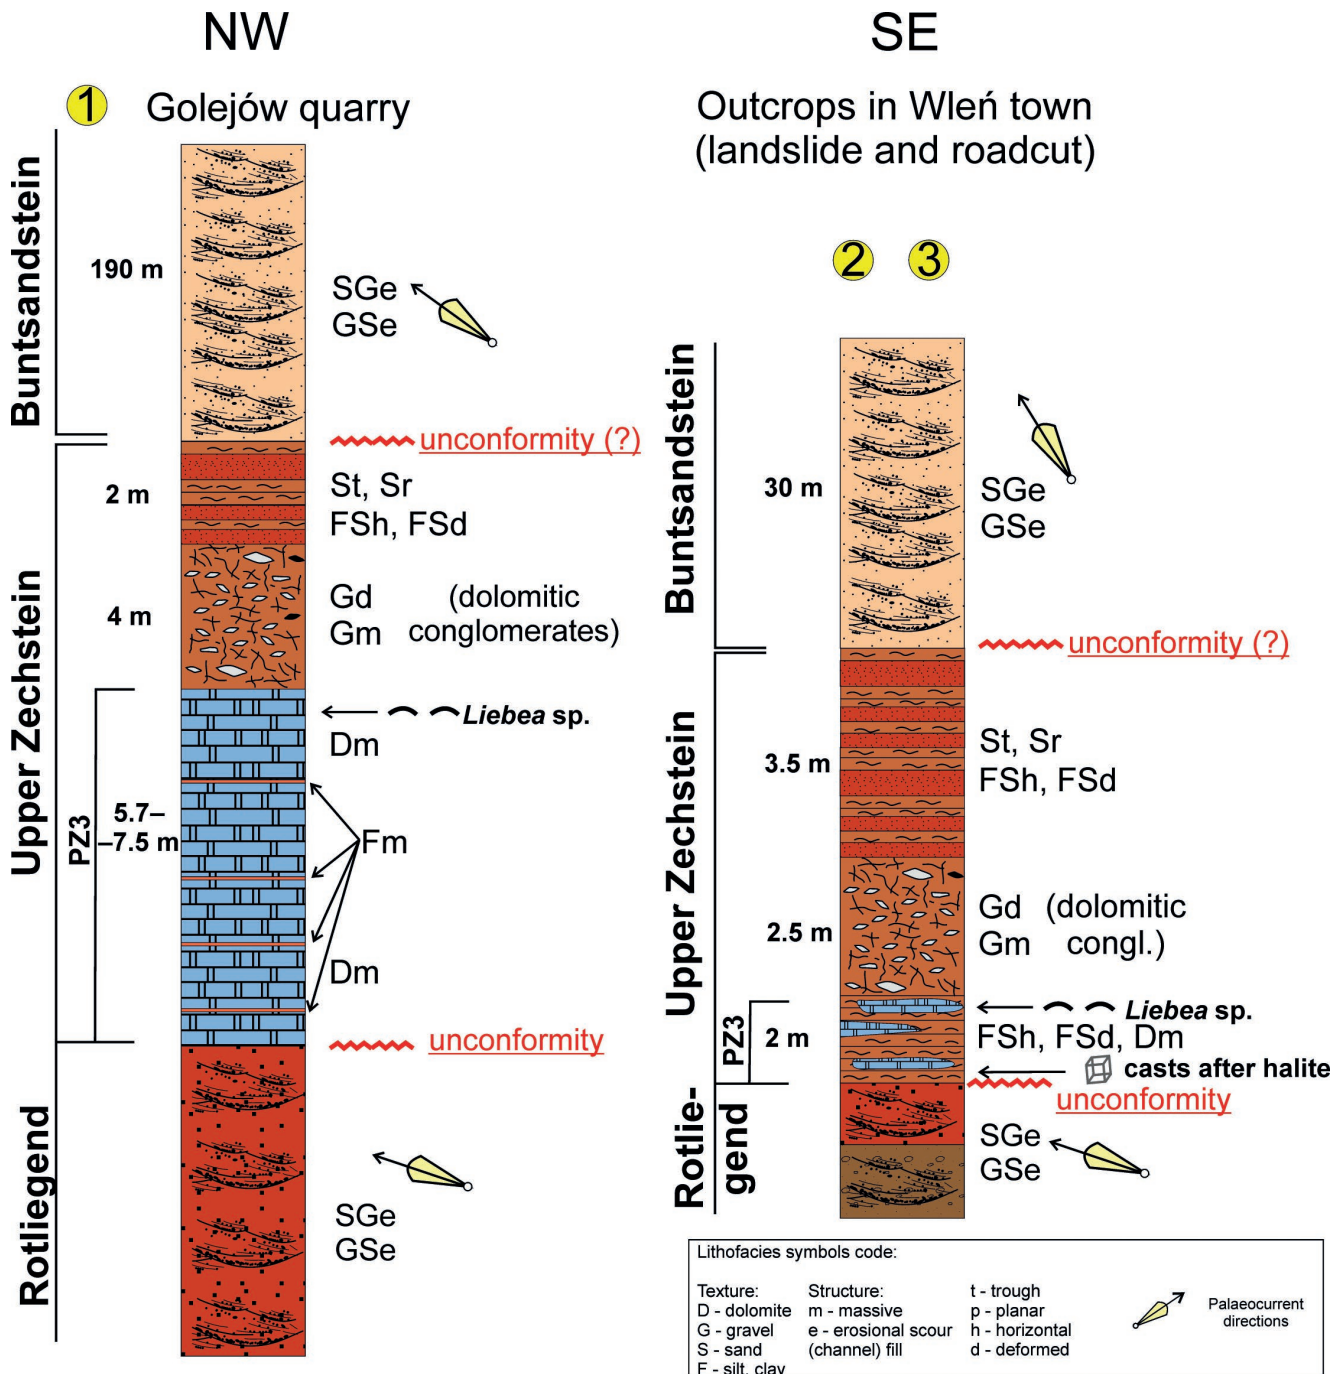 NW
SE
1
Golejów quarry
Outcrops in Wleń town
(landslide and roadcut)
2
3
Buntsandstein
190 m
SGe
GSe
unconformity (?)
Upper Zechstein
2 m
St, Sr
FSh, FSd
4 m
Gd (dolomitic
Gm conglomerates)
PZ3
5.7–
–7.5 m
Liebea sp.
Dm
Fm
Dm
unconformity
Rotliegend
SGe
GSe
Buntsandstein
30 m
SGe
GSe
unconformity (?)
Upper Zechstein
3.5 m
St, Sr
FSh, FSd
2.5 m
Gd (dolomitic
Gm congl.)
PZ3
2 m
Liebea sp.
FSh, FSd, Dm
casts after halite
unconformity
Rotlie-
gend
SGe
GSe
Lithofacies symbols code:
Texture:
D - dolomite
G - gravel
S - sand
F - silt, clay
Structure:
m - massive
e - erosional scour
(channel) fill
t - trough
p - planar
h - horizontal
d - deformed
Palaeocurrent
directions